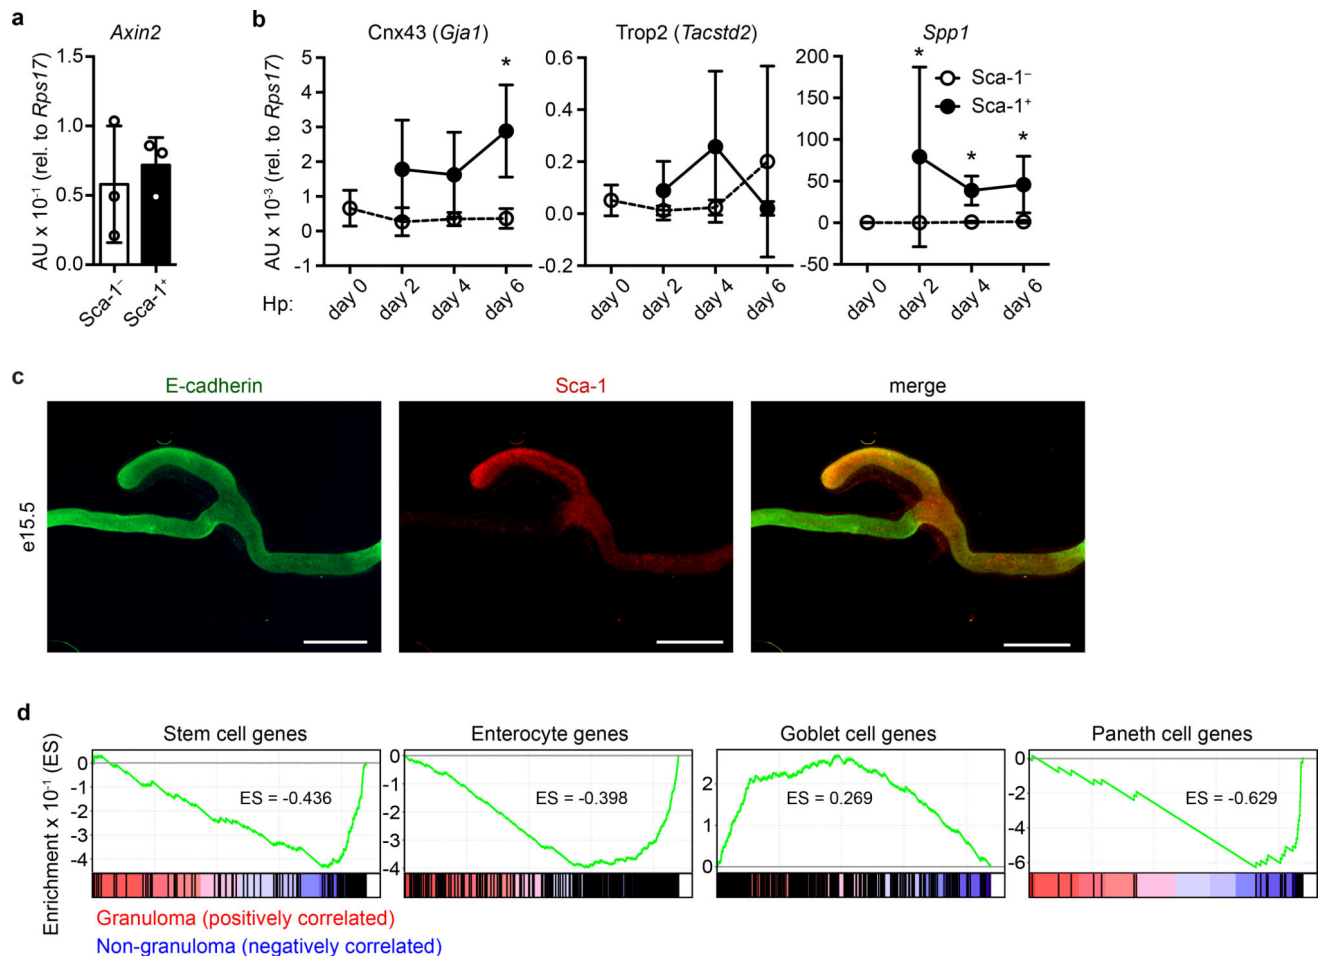 a
Axin2
AU x 10⁻¹ (rel. to Rps17)
1.5
1.0
0.5
0.0
Sca-1⁻
Sca-1⁺
b
Cnx43 (Gja1)
Trop2 (Tacstd2)
Spp1
AU x 10⁻³ (rel. to Rps17)
5
4
3
2
1
0
-1
*
0.6
0.4
0.2
0.0
-0.2
200
150
100
50
0
-50
*
*
*
Sca-1⁻
Sca-1⁺
Hp:
day 0
day 2
day 4
day 6
day 0
day 2
day 4
day 6
day 0
day 2
day 4
day 6
c
E-cadherin
Sca-1
merge
e15.5
d
Stem cell genes
Enterocyte genes
Goblet cell genes
Paneth cell genes
Enrichment x 10⁻¹ (ES)
0
-1
-2
-3
-4
ES = -0.436
0
-1
-2
-3
-4
ES = -0.398
2
1
0
ES = 0.269
0
-2
-4
-6
ES = -0.629
Granuloma (positively correlated)
Non-granuloma (negatively correlated)